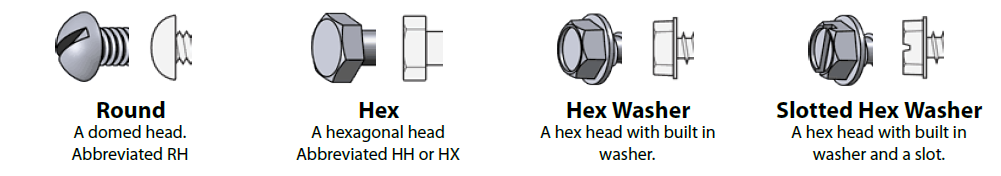 Round
A domed head.
Abbreviated RH
Hex
A hexagonal head
Abbreviated HH or HX
Hex Washer
A hex head with built in
washer.
Slotted Hex Washer
A hex head with built in
washer and a slot.